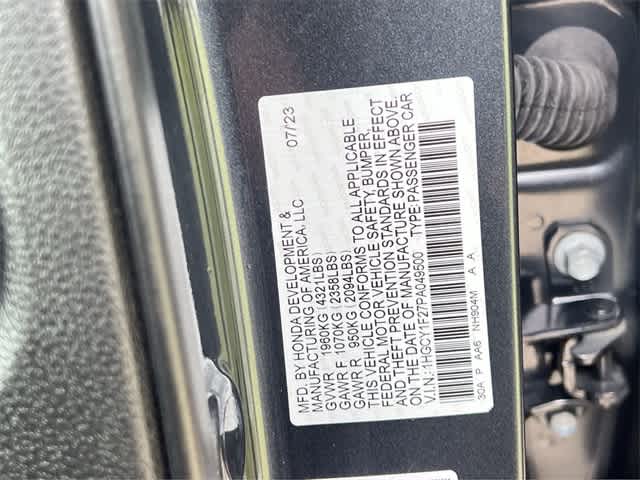 MFD. BY HONDA DEVELOPMENT & 07/23
MANUFACTURING OF AMERICA, LLC
GVWR 1960KG (4321LBS)
GAWR F 1070KG (2358LBS)
GAWR R 950KG (2094LBS)
THIS VEHICLE CONFORMS TO ALL APPLICABLE
FEDERAL MOTOR VEHICLE SAFETY, BUMPER,
AND THEFT PREVENTION STANDARDS IN EFFECT
ON THE DATE OF MANUFACTURE SHOWN ABOVE.
V.I.N.: 1HGCY1F27PA049500 TYPE: PASSENGER CAR
30A P AA6 NH904M A A